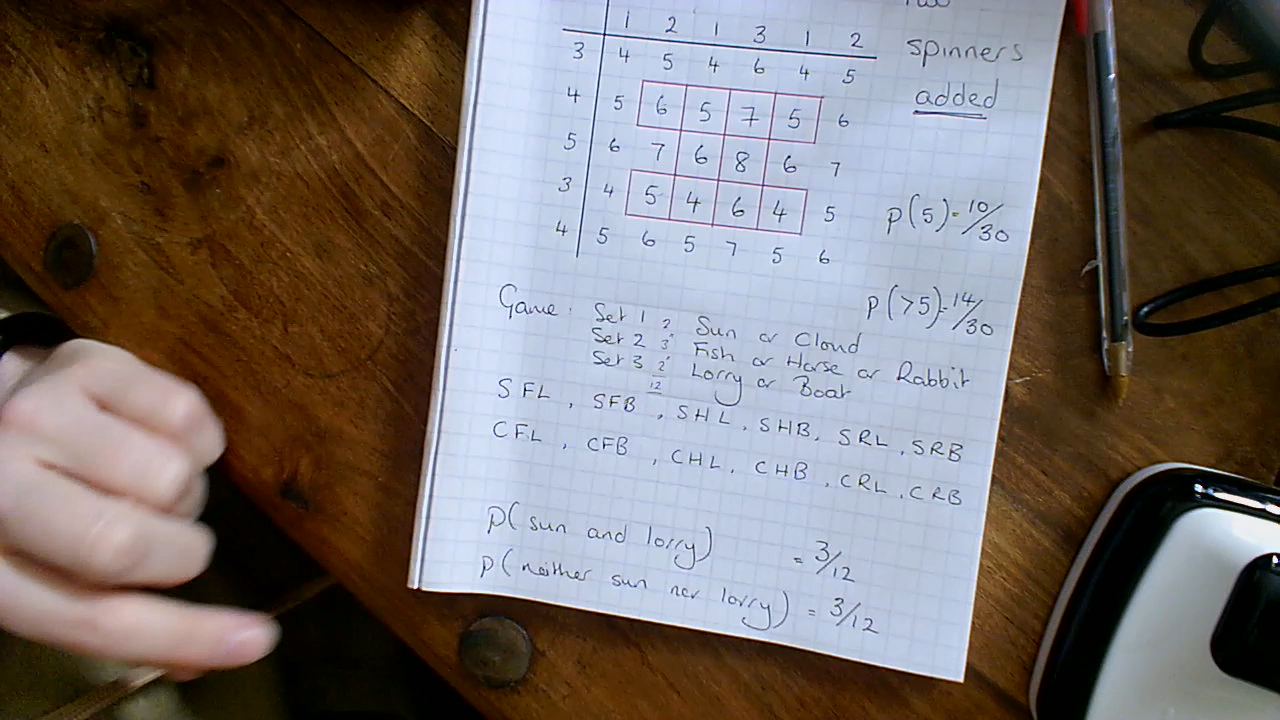 1 2 1 3 1 2
3 4 5 4 6 4 5
4 5 6 5 7 5 6
5 6 7 6 8 6 7
3 4 5 4 6 4 5
4 5 6 5 7 5 6
spinners
added
p(5)=10/30
p(>5)=14/30
Game: Set 1 2 Sun or Cloud
Set 2 3 Fish or Horse or Rabbit
Set 3 2 Lorry or Boat
12
SFL, SFB, SHL, SHB, SRL, SRB
CFL, CFB, CHL, CHB, CRL, CRB
p(sun and lorry) = 3/12
p(neither sun nor lorry) = 3/12